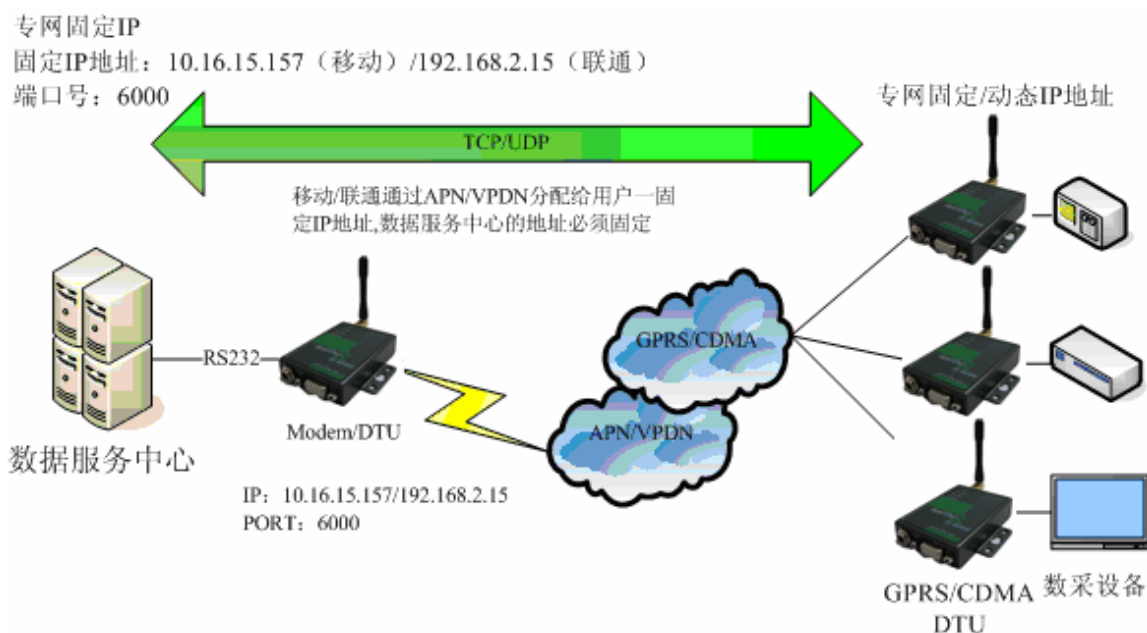 专网固定IP
固定IP地址：10.16.15.157（移动）/192.168.2.15（联通）
端口号：6000
专网固定/动态IP地址
TCP/UDP
移动/联通通过APN/VPDN分配给用户一固
定IP地址,数据服务中心的地址必须固定
GPRS/CDMA
RS232
APN/VPDN
Modem/DTU
数据服务中心
IP：10.16.15.157/192.168.2.15
PORT：6000
GPRS/CDMA
DTU
数采设备